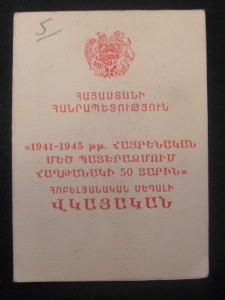 5
ՀԱՅԱՍՏԱՆԻ
ՀԱՆՐԱՊԵՏՈՒԹՅՈՒՆ
«1941-1945 թթ. ՀԱՅՐԵՆԱԿԱՆ
ՄԵԾ ՊԱՏԵՐԱԶՄՈՒՄ
ՀԱՂԹԱՆԱԿԻ 50 ՏԱՐԻՆ»
ՀՈԲԵԼՅԱՆԱԿԱՆ ՄԵԴԱԼԻ
ՎԿԱՅԱԿԱՆ